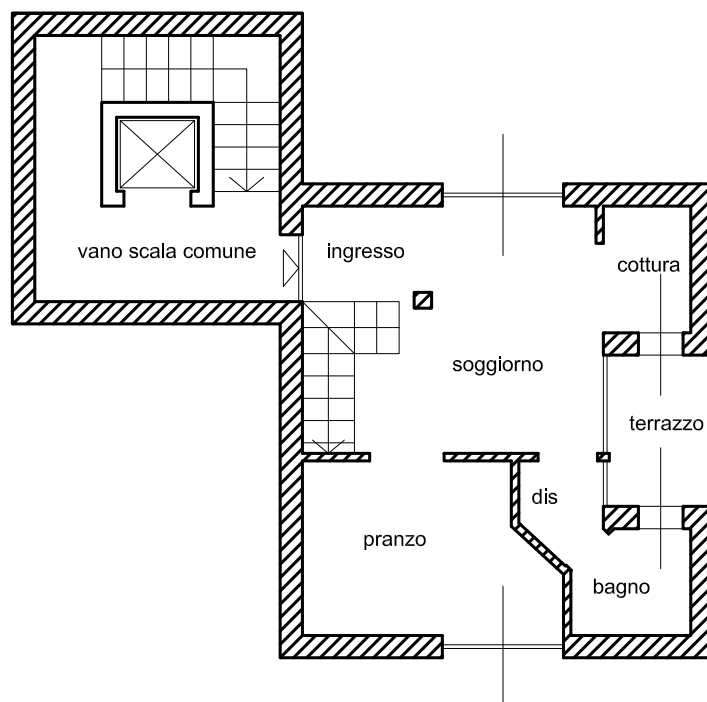 vano scala comune
ingresso
cottura
soggiorno
terrazzo
dis
pranzo
bagno